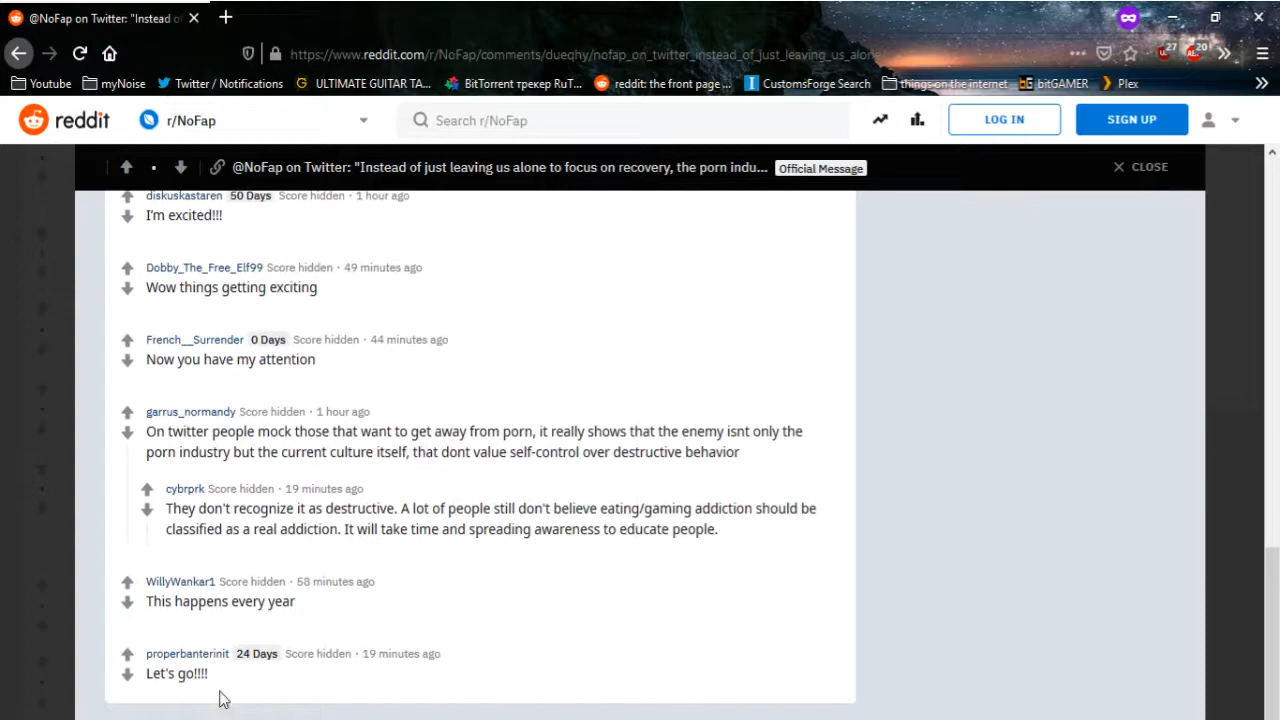 @NoFap on Twitter: "Instead of
https://www.reddit.com/r/NoFap/comments/dueqhy/nofap_on_twitter_instead_of_just_leaving_us_alone
27
20
Youtube
myNoise
Twitter / Notifications
ULTIMATE GUITAR TA...
BitTorrent трекер RuT...
reddit: the front page ...
CustomsForge Search
things on the internet
bitGAMER
Plex
reddit
r/NoFap
Search r/NoFap
LOG IN
SIGN UP
@NoFap on Twitter: "Instead of just leaving us alone to focus on recovery, the porn indu...
Official Message
CLOSE
diskuskastaren 50 Days Score hidden · 1 hour ago
I'm excited!!!
Dobby_The_Free_Elf99 Score hidden · 49 minutes ago
Wow things getting exciting
French__Surrender 0 Days Score hidden · 44 minutes ago
Now you have my attention
garrus_normandy Score hidden · 1 hour ago
On twitter people mock those that want to get away from porn, it really shows that the enemy isnt only the
porn industry but the current culture itself, that dont value self-control over destructive behavior
cybrprk Score hidden · 19 minutes ago
They don't recognize it as destructive. A lot of people still don't believe eating/gaming addiction should be
classified as a real addiction. It will take time and spreading awareness to educate people.
WillyWankar1 Score hidden · 58 minutes ago
This happens every year
properbanterinit 24 Days Score hidden · 19 minutes ago
Let's go!!!!